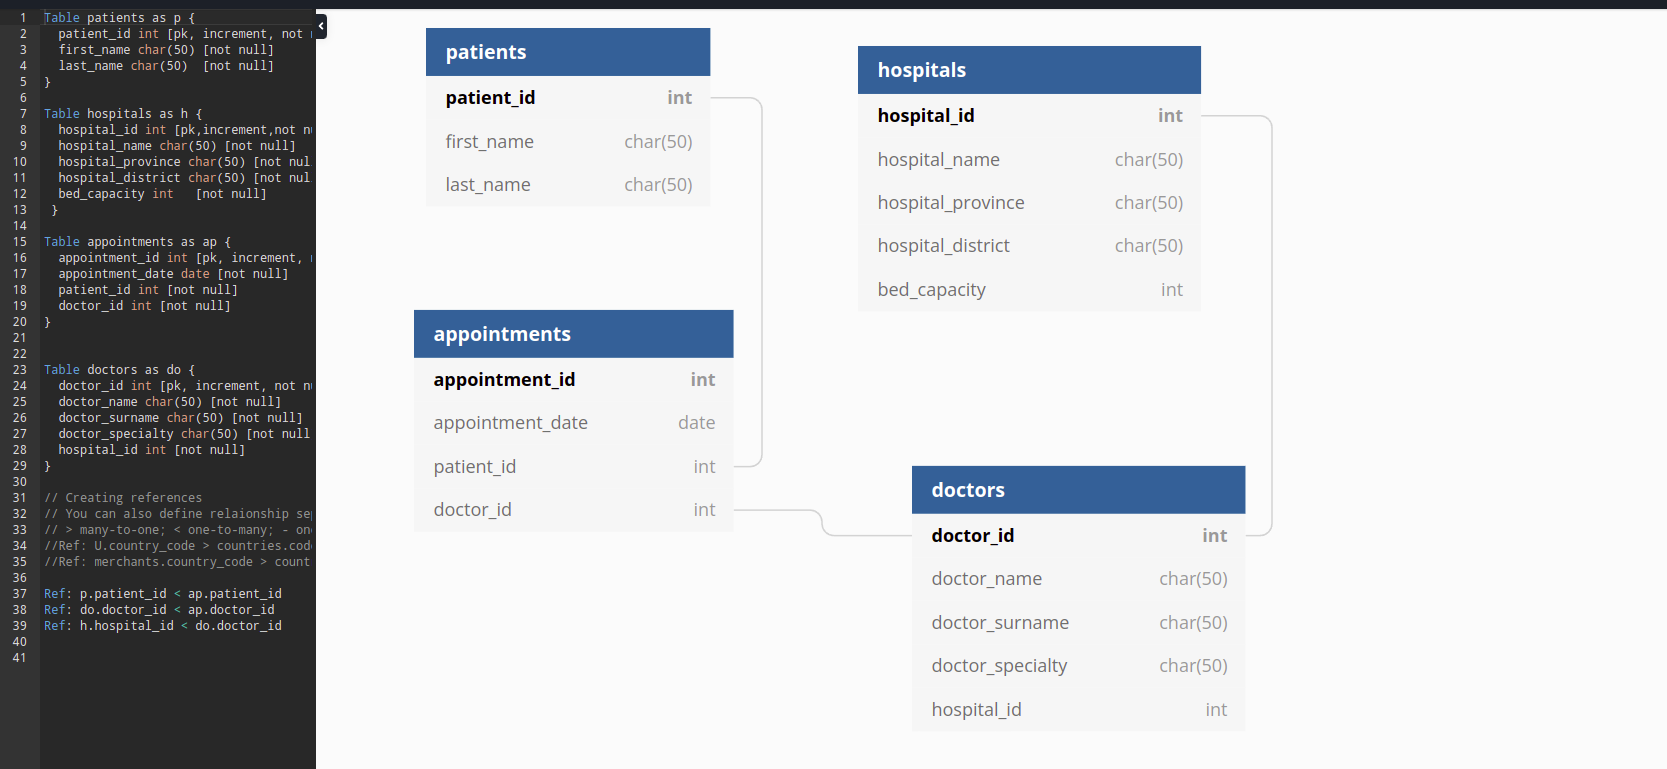 1 Table patients as p {
2 patient_id int [pk, increment, not
3 first_name char(50) [not null]
4 last_name char(50)  [not null]
5 }
6
7 Table hospitals as h {
8 hospital_id int [pk,increment,not n
9 hospital_name char(50) [not null]
10 hospital_province char(50) [not nul
11 hospital_district char(50) [not nul
12 bed_capacity int   [not null]
13 }
14
15 Table appointments as ap {
16 appointment_id int [pk, increment,
17 appointment_date date [not null]
18 patient_id int [not null]
19 doctor_id int [not null]
20 }
21
22
23 Table doctors as do {
24 doctor_id int [pk, increment, not n
25 doctor_name char(50) [not null]
26 doctor_surname char(50) [not null]
27 doctor_specialty char(50) [not null
28 hospital_id int [not null]
29 }
30
31 // Creating references
32 // You can also define relaionship se
33 // > many-to-one; < one-to-many; - on
34 //Ref: U.country_code > countries.cod
35 //Ref: merchants.country_code > count
36
37 Ref: p.patient_id < ap.patient_id
38 Ref: do.doctor_id < ap.doctor_id
39 Ref: h.hospital_id < do.doctor_id
40
41
patients
patient_id int
first_name char(50)
last_name char(50)
hospitals
hospital_id int
hospital_name char(50)
hospital_province char(50)
hospital_district char(50)
bed_capacity int
appointments
appointment_id int
appointment_date date
patient_id int
doctor_id int
doctors
doctor_id int
doctor_name char(50)
doctor_surname char(50)
doctor_specialty char(50)
hospital_id int